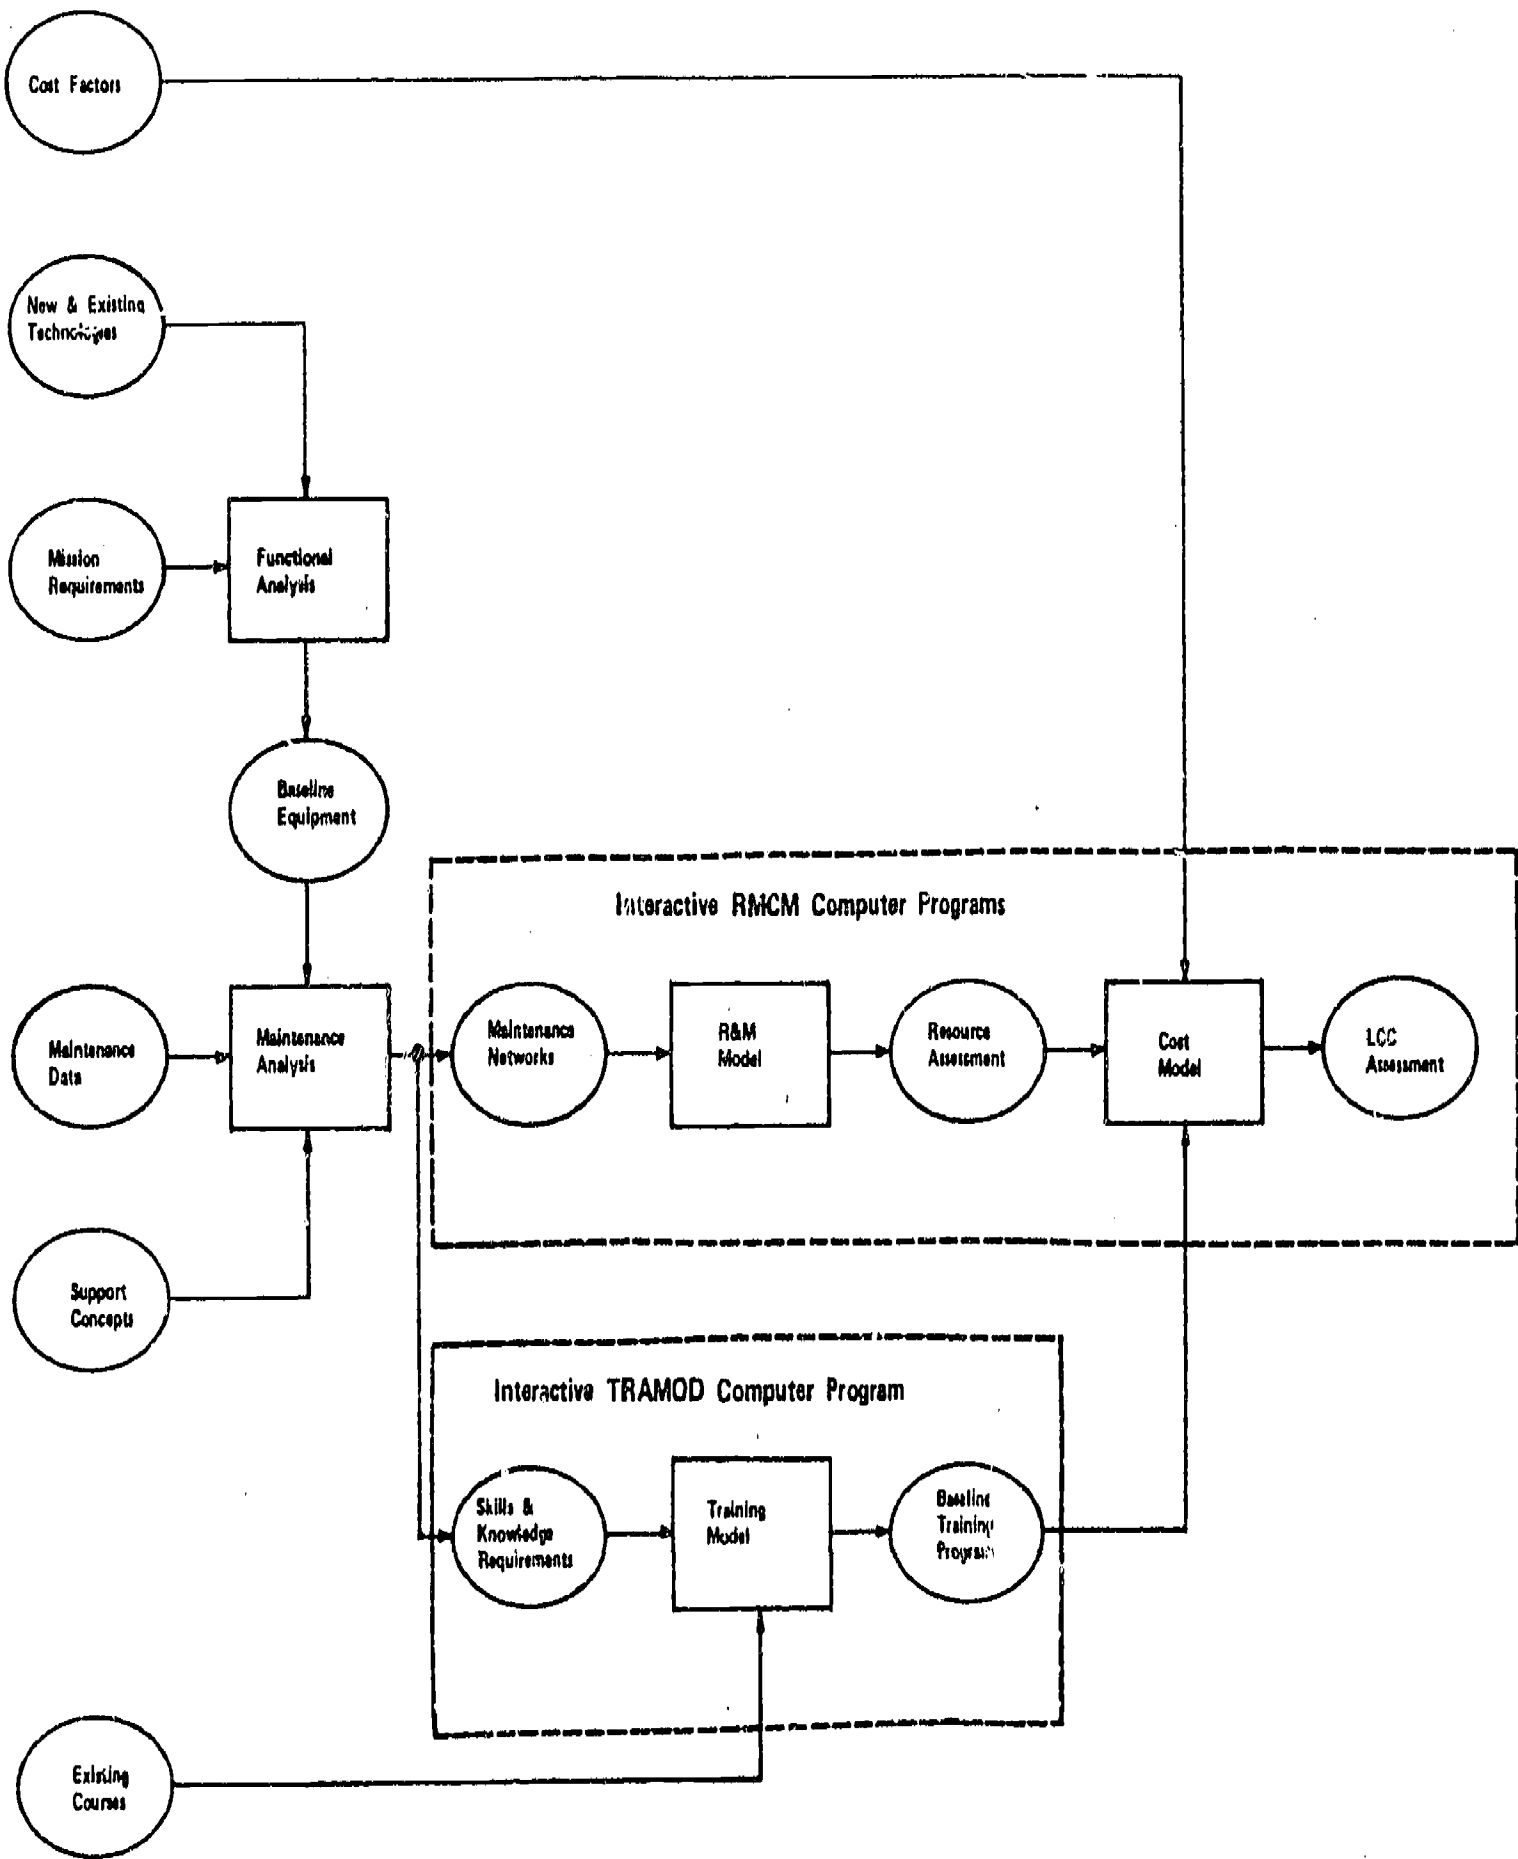 Cost Factors
New & Existing
Technologies
Mission
Requirements
Functional
Analysis
Baseline
Equipment
Interactive RMCM Computer Programs
Maintenance
Data
Maintenance
Analysis
Maintenance
Networks
R&M
Model
Resource
Assessment
Cost
Model
LCC
Assessment
Support
Concepts
Interactive TRAMOD Computer Program
Skills &
Knowledge
Requirements
Training
Model
Baseline
Training
Program
Existing
Courses